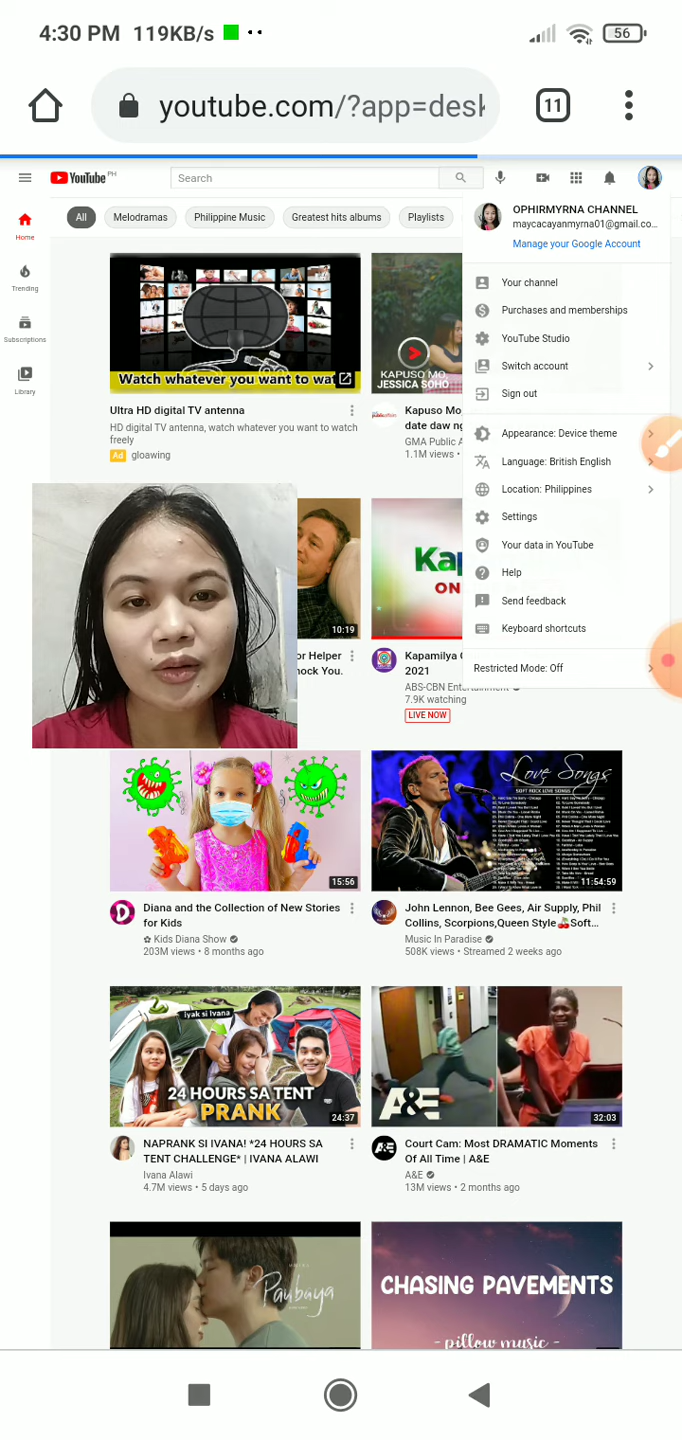 4:30 PM 119KB/s
56
youtube.com/?app=desk
11
YouTube PH
Search
All
Melodramas
Philippine Music
Greatest hits albums
Playlists
Home
Trending
Subscriptions
Library
OPHIRMYRNA CHANNEL
maycacayanmyrna01@gmail.co...
Manage your Google Account
Your channel
Purchases and memberships
YouTube Studio
Switch account
Sign out
Appearance: Device theme
Language: British English
Location: Philippines
Settings
Your data in YouTube
Help
Send feedback
Keyboard shortcuts
Restricted Mode: Off
Watch whatever you want to wat
Ultra HD digital TV antenna
HD digital TV antenna, watch whatever you want to watch
freely
Ad gloawing
KAPUSO MO,
JESSICA SOHO
Kapuso Mo
date daw ng
GMA Public A
1.1M views •
10:19
or Helper
nock You.
Ka
ON
Kapamilya
2021
ABS-CBN Entertainment
7.9K watching
LIVE NOW
15:56
Diana and the Collection of New Stories
for Kids
✿ Kids Diana Show
203M views • 8 months ago
Love Songs
SOFT ROCK LOVE SONGS
11:54:59
John Lennon, Bee Gees, Air Supply, Phil
Collins, Scorpions,Queen Style🍒Soft...
Music In Paradise
508K views • Streamed 2 weeks ago
iyak si Ivana
24 HOURS SA TENT
PRANK
24:37
NAPRANK SI IVANA! *24 HOURS SA
TENT CHALLENGE* | IVANA ALAWI
Ivana Alawi
4.7M views • 5 days ago
A&E
32:03
Court Cam: Most DRAMATIC Moments
Of All Time | A&E
A&E
13M views • 2 months ago
Paubaya
CHASING PAVEMENTS
- pillow music -